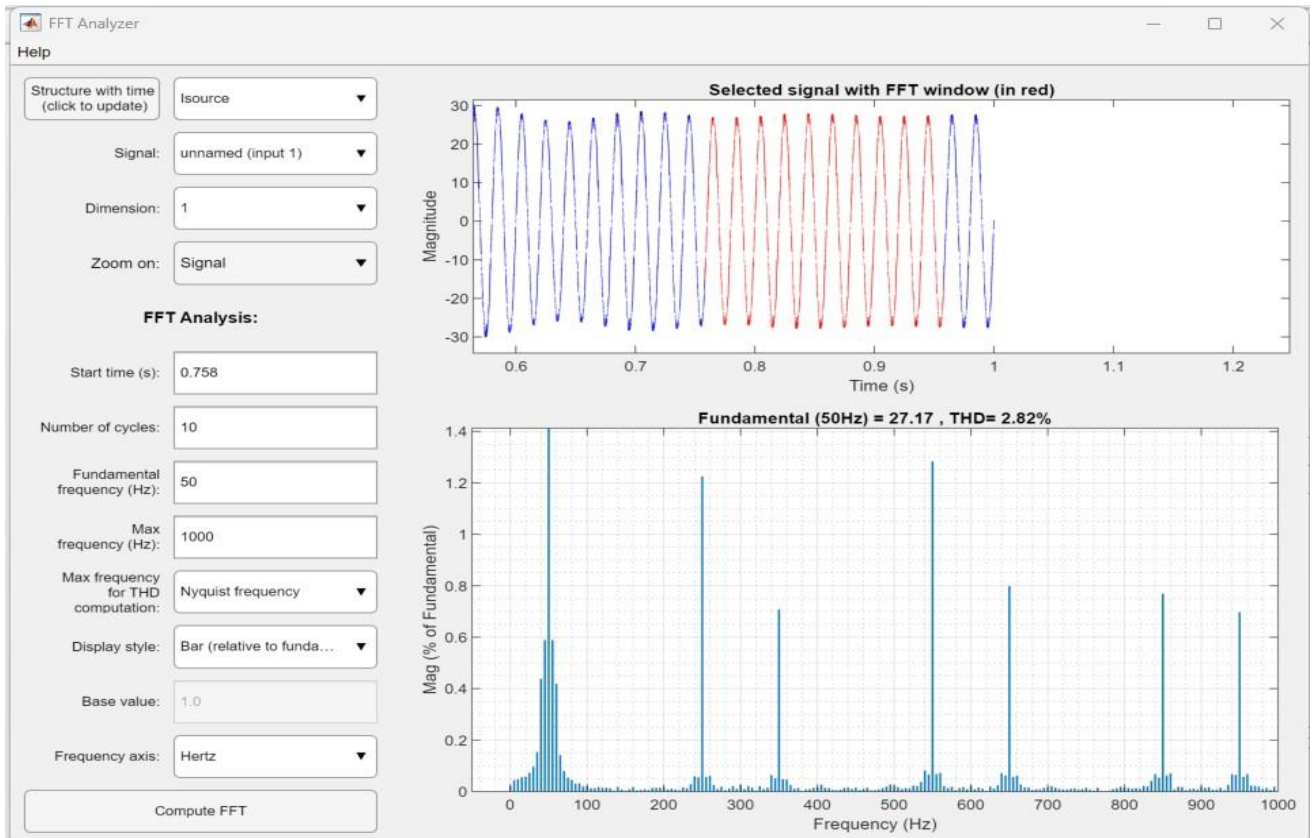 FFT Analyzer
Help
Structure with time
(click to update)
Isource
Signal:
unnamed (input 1)
Dimension:
1
Zoom on:
Signal
FFT Analysis:
Start time (s):
0.758
Number of cycles:
10
Fundamental
frequency (Hz):
50
Max
frequency (Hz):
1000
Max frequency
for THD
computation:
Nyquist frequency
Display style:
Bar (relative to funda...
Base value:
1.0
Frequency axis:
Hertz
Compute FFT
Selected signal with FFT window (in red)
30
20
10
0
-10
-20
-30
Magnitude
0.6 0.7 0.8 0.9 1 1.1 1.2
Time (s)
Fundamental (50Hz) = 27.17 , THD= 2.82%
1.4
1.2
1
0.8
0.6
0.4
0.2
0
Mag (% of Fundamental)
0 100 200 300 400 500 600 700 800 900 1000
Frequency (Hz)